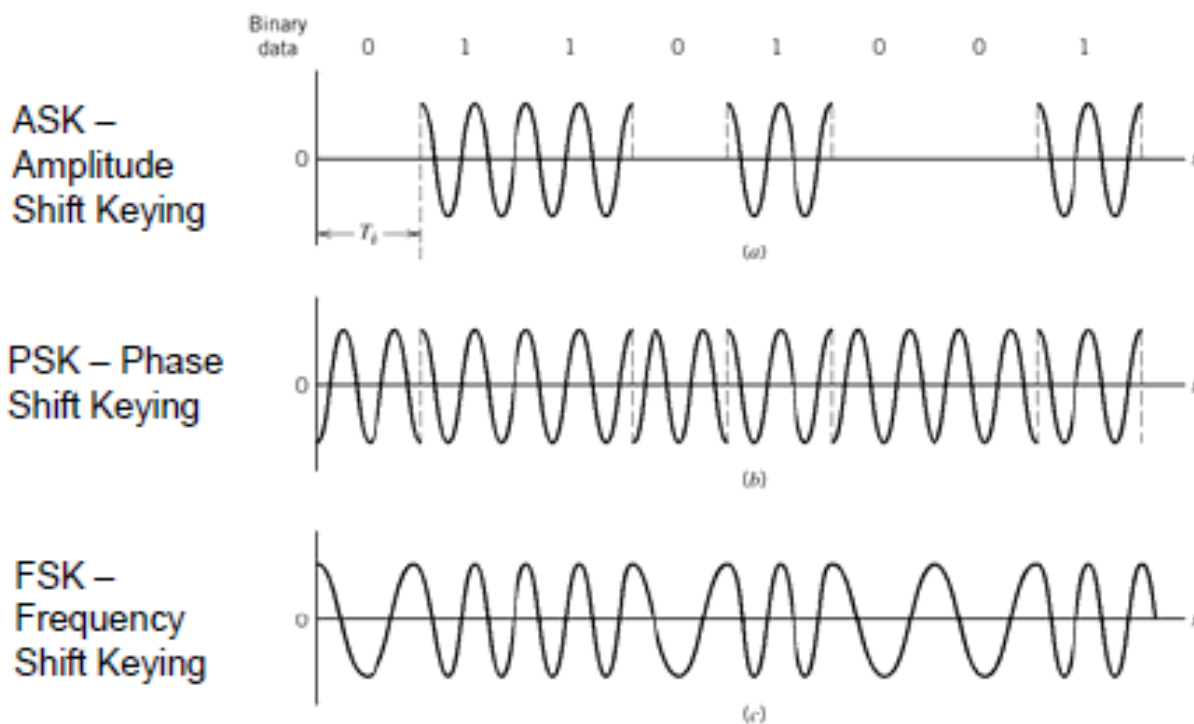 Binary
data 0 1 1 0 1 0 0 1
ASK –
Amplitude
Shift Keying
0
T_b
(a)
PSK – Phase
Shift Keying
0
(b)
FSK –
Frequency
Shift Keying
0
(c)